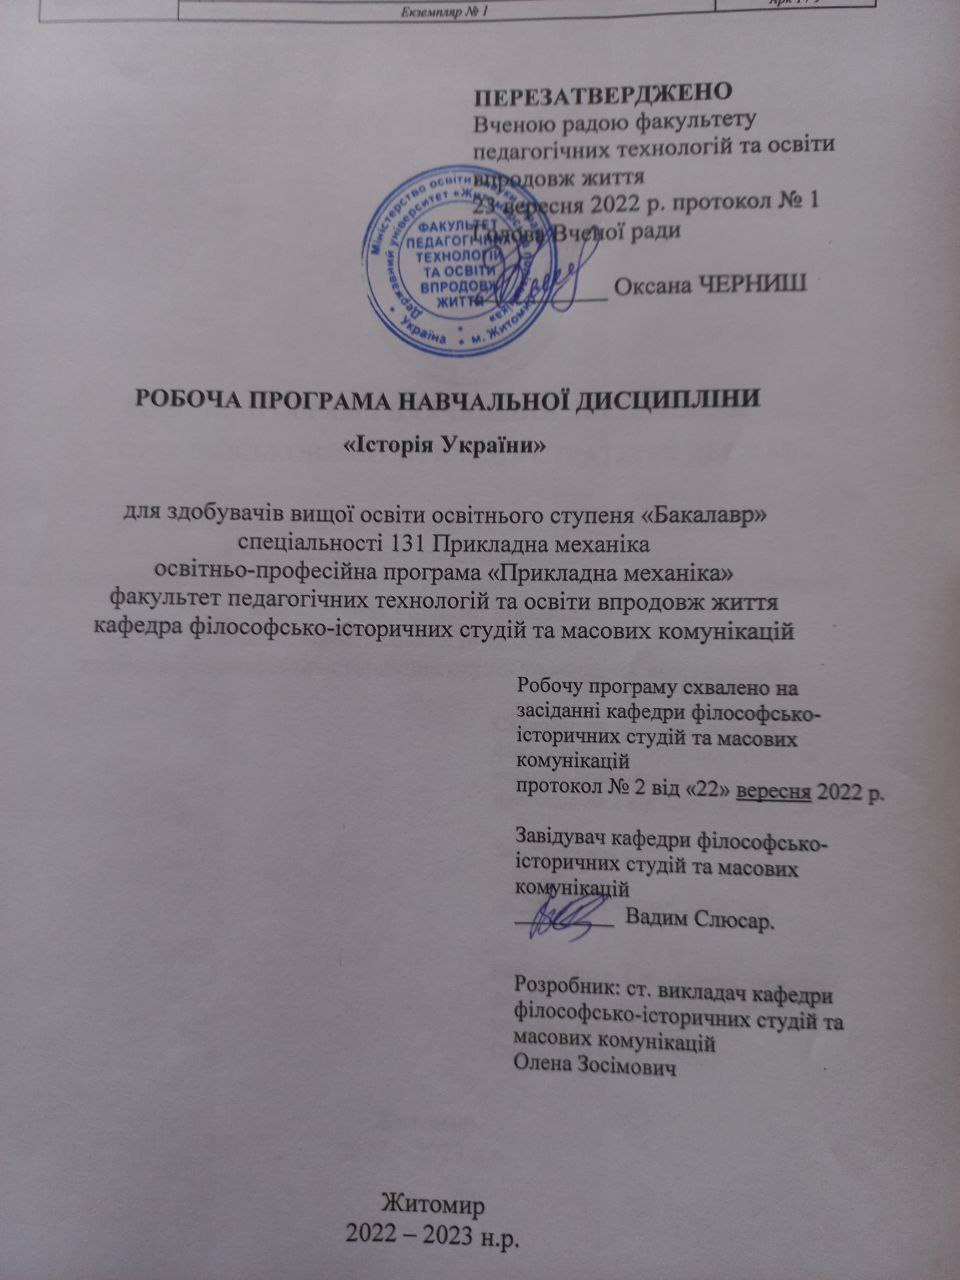 Екземпляр № 1
ПЕРЕЗАТВЕРДЖЕНО
Вченою радою факультету
педагогічних технологій та освіти
впродовж життя
23 вересня 2022 р. протокол № 1
Голова Вченої ради
Оксана ЧЕРНИШ
Міністерство освіти
Державний університет «Житомирська
ФАКУЛЬТЕТ
ПЕДАГОГІЧНИХ
ТЕХНОЛОГІЙ
ТА ОСВІТИ
ВПРОДОВЖ
ЖИТТЯ
* Україна * м. Житомир
РОБОЧА ПРОГРАМА НАВЧАЛЬНОЇ ДИСЦИПЛІНИ
«Історія України»
для здобувачів вищої освіти освітнього ступеня «Бакалавр»
спеціальності 131 Прикладна механіка
освітньо-професійна програма «Прикладна механіка»
факультет педагогічних технологій та освіти впродовж життя
кафедра філософсько-історичних студій та масових комунікацій
Робочу програму схвалено на
засіданні кафедри філософсько-
історичних студій та масових
комунікацій
протокол № 2 від «22» вересня 2022 р.
Завідувач кафедри філософсько-
історичних студій та масових
комунікацій
Вадим Слюсар.
Розробник: ст. викладач кафедри
філософсько-історичних студій та
масових комунікацій
Олена Зосімович
Житомир
2022 – 2023 н.р.